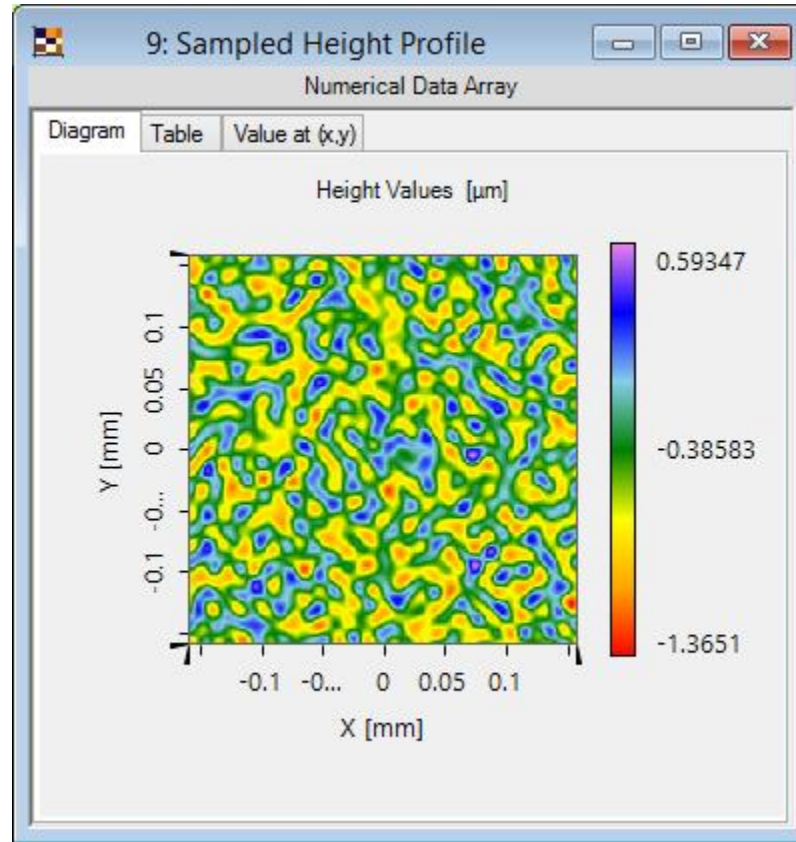 9: Sampled Height Profile
Numerical Data Array
Diagram Table Value at (x,y)
Height Values [µm]
0.59347
-0.38583
-1.3651
Y [mm]
0.1
0.05
0
-0...
-0.1
-0.1 -0... 0 0.05 0.1
X [mm]